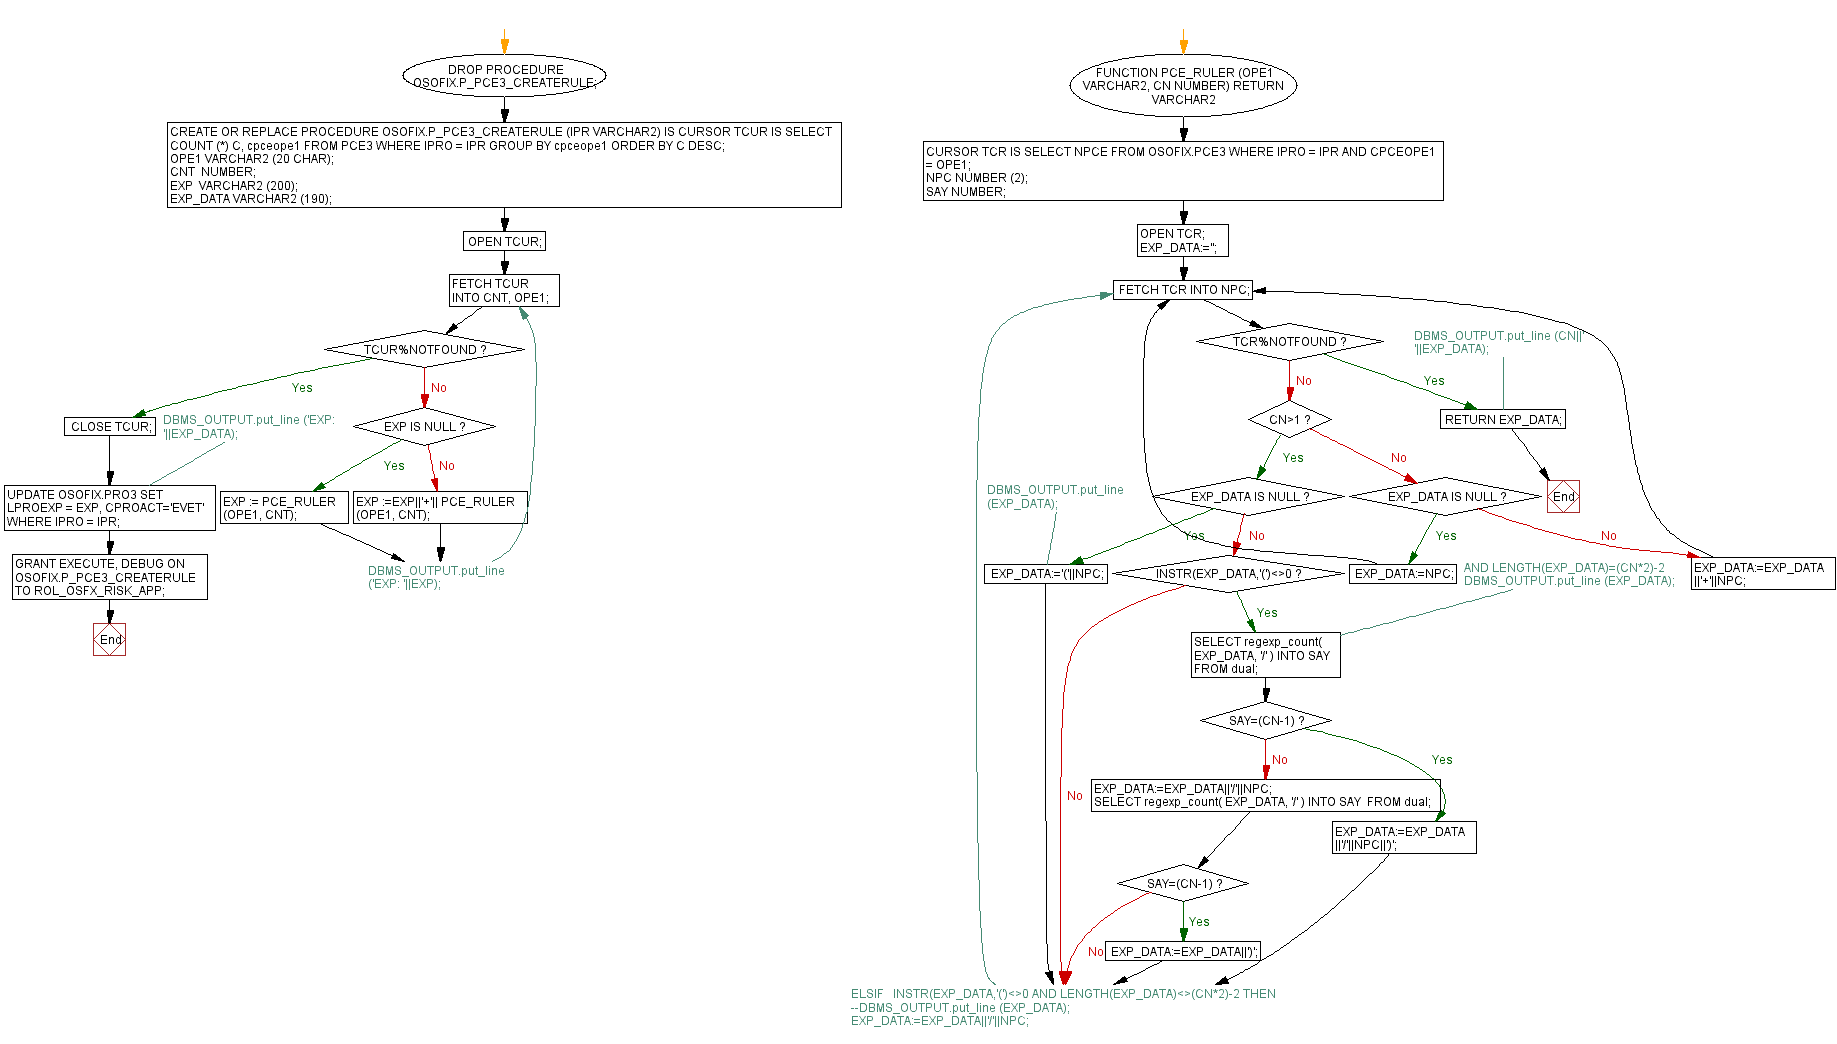 DROP PROCEDURE
OSOFIX.P_PCE3_CREATERULE;
CREATE OR REPLACE PROCEDURE OSOFIX.P_PCE3_CREATERULE (IPR VARCHAR2) IS CURSOR TCUR IS SELECT
COUNT (*) C, cpceope1 FROM PCE3 WHERE IPRO = IPR GROUP BY cpceope1 ORDER BY C DESC;
OPE1 VARCHAR2 (20 CHAR);
CNT  NUMBER;
EXP  VARCHAR2 (200);
EXP_DATA VARCHAR2 (190);
OPEN TCUR;
FETCH TCUR
INTO CNT, OPE1;
TCUR%NOTFOUND ?
Yes
No
CLOSE TCUR;
DBMS_OUTPUT.put_line ('EXP:
'||EXP_DATA);
EXP IS NULL ?
Yes
No
UPDATE OSOFIX.PRO3 SET
LPROEXP = EXP, CPROACT='EVET'
WHERE IPRO = IPR;
EXP := PCE_RULER
(OPE1, CNT);
EXP :=EXP||'+'|| PCE_RULER
(OPE1, CNT);
DBMS_OUTPUT.put_line
('EXP: '||EXP);
GRANT EXECUTE, DEBUG ON
OSOFIX.P_PCE3_CREATERULE
TO ROL_OSFX_RISK_APP;
End
FUNCTION PCE_RULER (OPE1
VARCHAR2, CN NUMBER) RETURN
VARCHAR2
CURSOR TCR IS SELECT NPCE FROM OSOFIX.PCE3 WHERE IPRO = IPR AND CPCEOPE1
= OPE1;
NPC NUMBER (2);
SAY NUMBER;
OPEN TCR;
EXP_DATA:='';
FETCH TCR INTO NPC;
TCR%NOTFOUND ?
DBMS_OUTPUT.put_line (CN||'
'||EXP_DATA);
No
Yes
CN>1 ?
RETURN EXP_DATA;
Yes
No
DBMS_OUTPUT.put_line
(EXP_DATA);
EXP_DATA IS NULL ?
EXP_DATA IS NULL ?
End
Yes
No
Yes
No
EXP_DATA:='('||NPC;
INSTR(EXP_DATA,'(')<>0 ?
EXP_DATA:=NPC;
AND LENGTH(EXP_DATA)=(CN*2)-2
DBMS_OUTPUT.put_line (EXP_DATA);
EXP_DATA:=EXP_DATA
||'+'||NPC;
Yes
SELECT regexp_count(
EXP_DATA, '/' ) INTO SAY
FROM dual;
SAY=(CN-1) ?
No
Yes
EXP_DATA:=EXP_DATA||'/'||NPC;
SELECT regexp_count( EXP_DATA, '/' ) INTO SAY  FROM dual;
No
EXP_DATA:=EXP_DATA
||'/'||NPC||')';
SAY=(CN-1) ?
Yes
No
EXP_DATA:=EXP_DATA||')';
ELSIF   INSTR(EXP_DATA,'(')<>0 AND LENGTH(EXP_DATA)<>(CN*2)-2 THEN
--DBMS_OUTPUT.put_line (EXP_DATA);
EXP_DATA:=EXP_DATA||'/'||NPC;